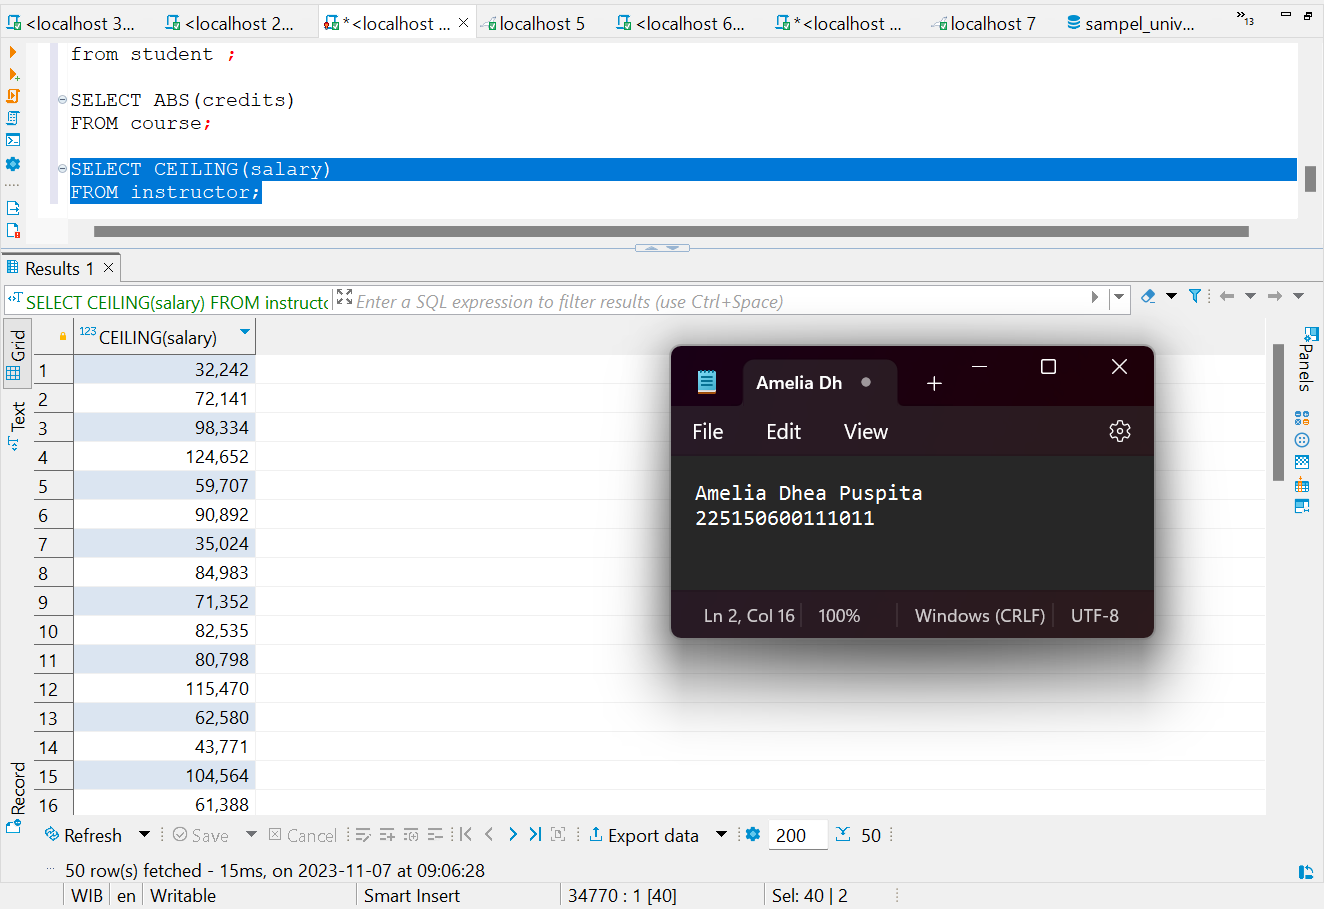 <localhost 3...
<localhost 2...
*<localhost ...
localhost 5
<localhost 6...
*<localhost ...
localhost 7
sampel_univ...
»13
from student ;
SELECT ABS(credits)
FROM course;
SELECT CEILING(salary)
FROM instructor;
Results 1
SELECT CEILING(salary) FROM instructo
Enter a SQL expression to filter results (use Ctrl+Space)
Grid
Text
Record
Panels
123 CEILING(salary)
1 32,242
2 72,141
3 98,334
4 124,652
5 59,707
6 90,892
7 35,024
8 84,983
9 71,352
10 82,535
11 80,798
12 115,470
13 62,580
14 43,771
15 104,564
16 61,388
Amelia Dh
File Edit View
Amelia Dhea Puspita
225150600111011
Ln 2, Col 16 100% Windows (CRLF) UTF-8
Refresh Save Cancel Export data 200 50
50 row(s) fetched - 15ms, on 2023-11-07 at 09:06:28
WIB en Writable Smart Insert 34770 : 1 [40] Sel: 40 | 2